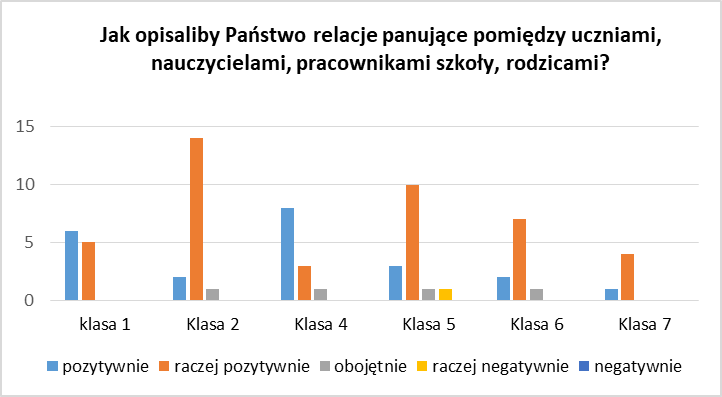 Jak opisaliby Państwo relacje panujące pomiędzy uczniami,
nauczycielami, pracownikami szkoły, rodzicami?
15
10
5
0
klasa 1 Klasa 2 Klasa 4 Klasa 5 Klasa 6 Klasa 7
pozytywnie raczej pozytywnie obojętnie raczej negatywnie negatywnie